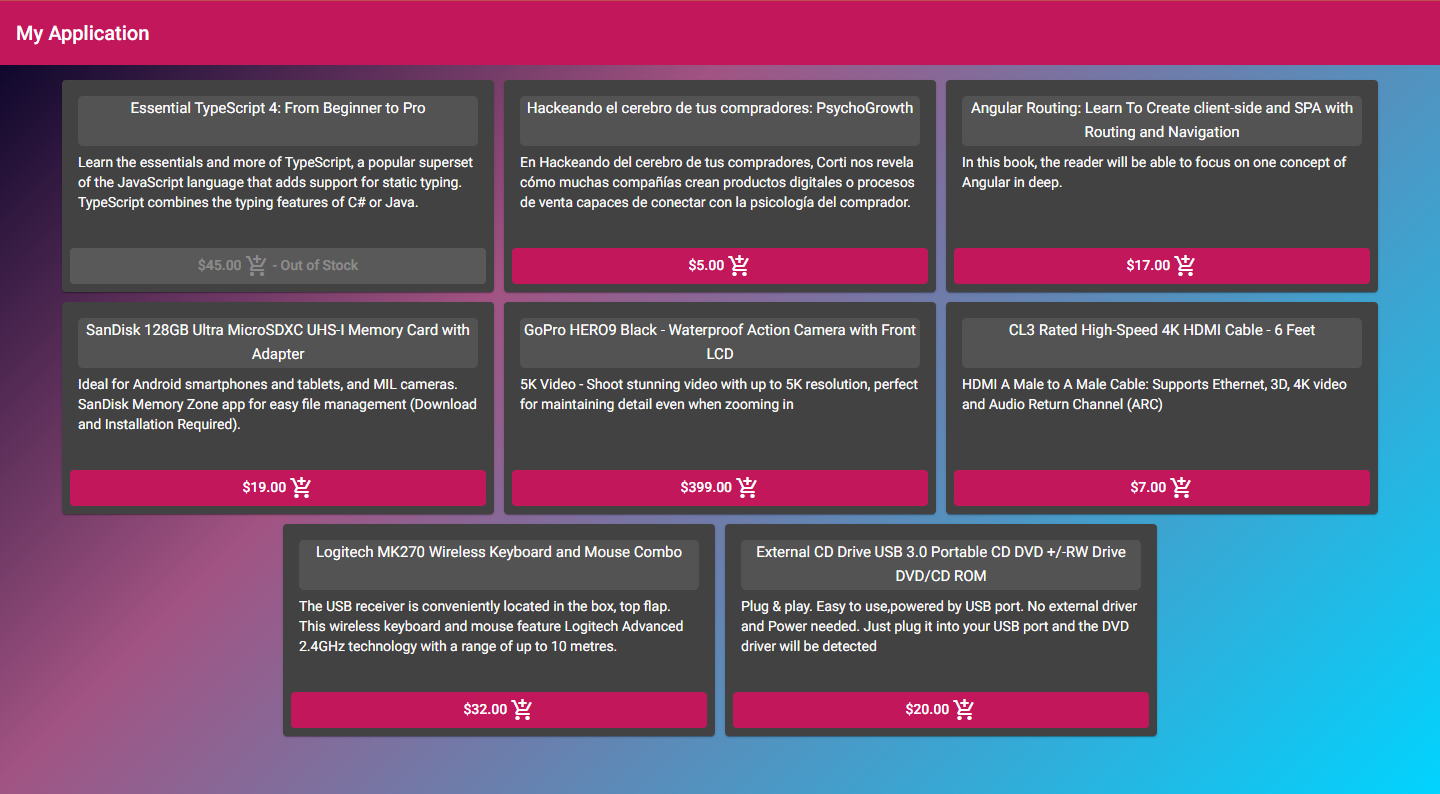 My Application
Essential TypeScript 4: From Beginner to Pro
Learn the essentials and more of TypeScript, a popular superset
of the JavaScript language that adds support for static typing.
TypeScript combines the typing features of C# or Java.
$45.00 - Out of Stock
Hackeando el cerebro de tus compradores: PsychoGrowth
En Hackeando del cerebro de tus compradores, Corti nos revela
cómo muchas compañías crean productos digitales o procesos
de venta capaces de conectar con la psicología del comprador.
$5.00
Angular Routing: Learn To Create client-side and SPA with
Routing and Navigation
In this book, the reader will be able to focus on one concept of
Angular in deep.
$17.00
SanDisk 128GB Ultra MicroSDXC UHS-I Memory Card with
Adapter
Ideal for Android smartphones and tablets, and MIL cameras.
SanDisk Memory Zone app for easy file management (Download
and Installation Required).
$19.00
GoPro HERO9 Black - Waterproof Action Camera with Front
LCD
5K Video - Shoot stunning video with up to 5K resolution, perfect
for maintaining detail even when zooming in
$399.00
CL3 Rated High-Speed 4K HDMI Cable - 6 Feet
HDMI A Male to A Male Cable: Supports Ethernet, 3D, 4K video
and Audio Return Channel (ARC)
$7.00
Logitech MK270 Wireless Keyboard and Mouse Combo
The USB receiver is conveniently located in the box, top flap.
This wireless keyboard and mouse feature Logitech Advanced
2.4GHz technology with a range of up to 10 metres.
$32.00
External CD Drive USB 3.0 Portable CD DVD +/-RW Drive
DVD/CD ROM
Plug & play. Easy to use,powered by USB port. No external driver
and Power needed. Just plug it into your USB port and the DVD
driver will be detected
$20.00